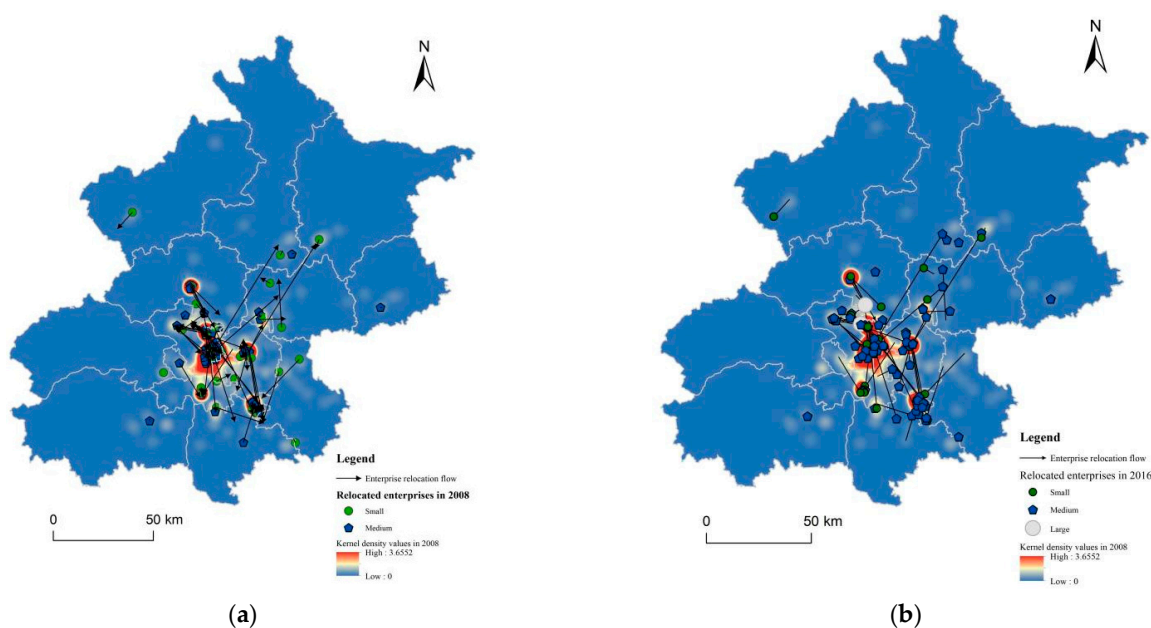 N
Legend
Enterprise relocation flow
Relocated enterprises in 2008
Small
Medium
Kernel density values in 2008
High : 3.6552
Low : 0
0 50 km
(a)
N
Legend
Enterprise relocation flow
Relocated enterprises in 2016
Small
Medium
Large
Kernel density values in 2008
High : 3.6552
Low : 0
0 50 km
(b)